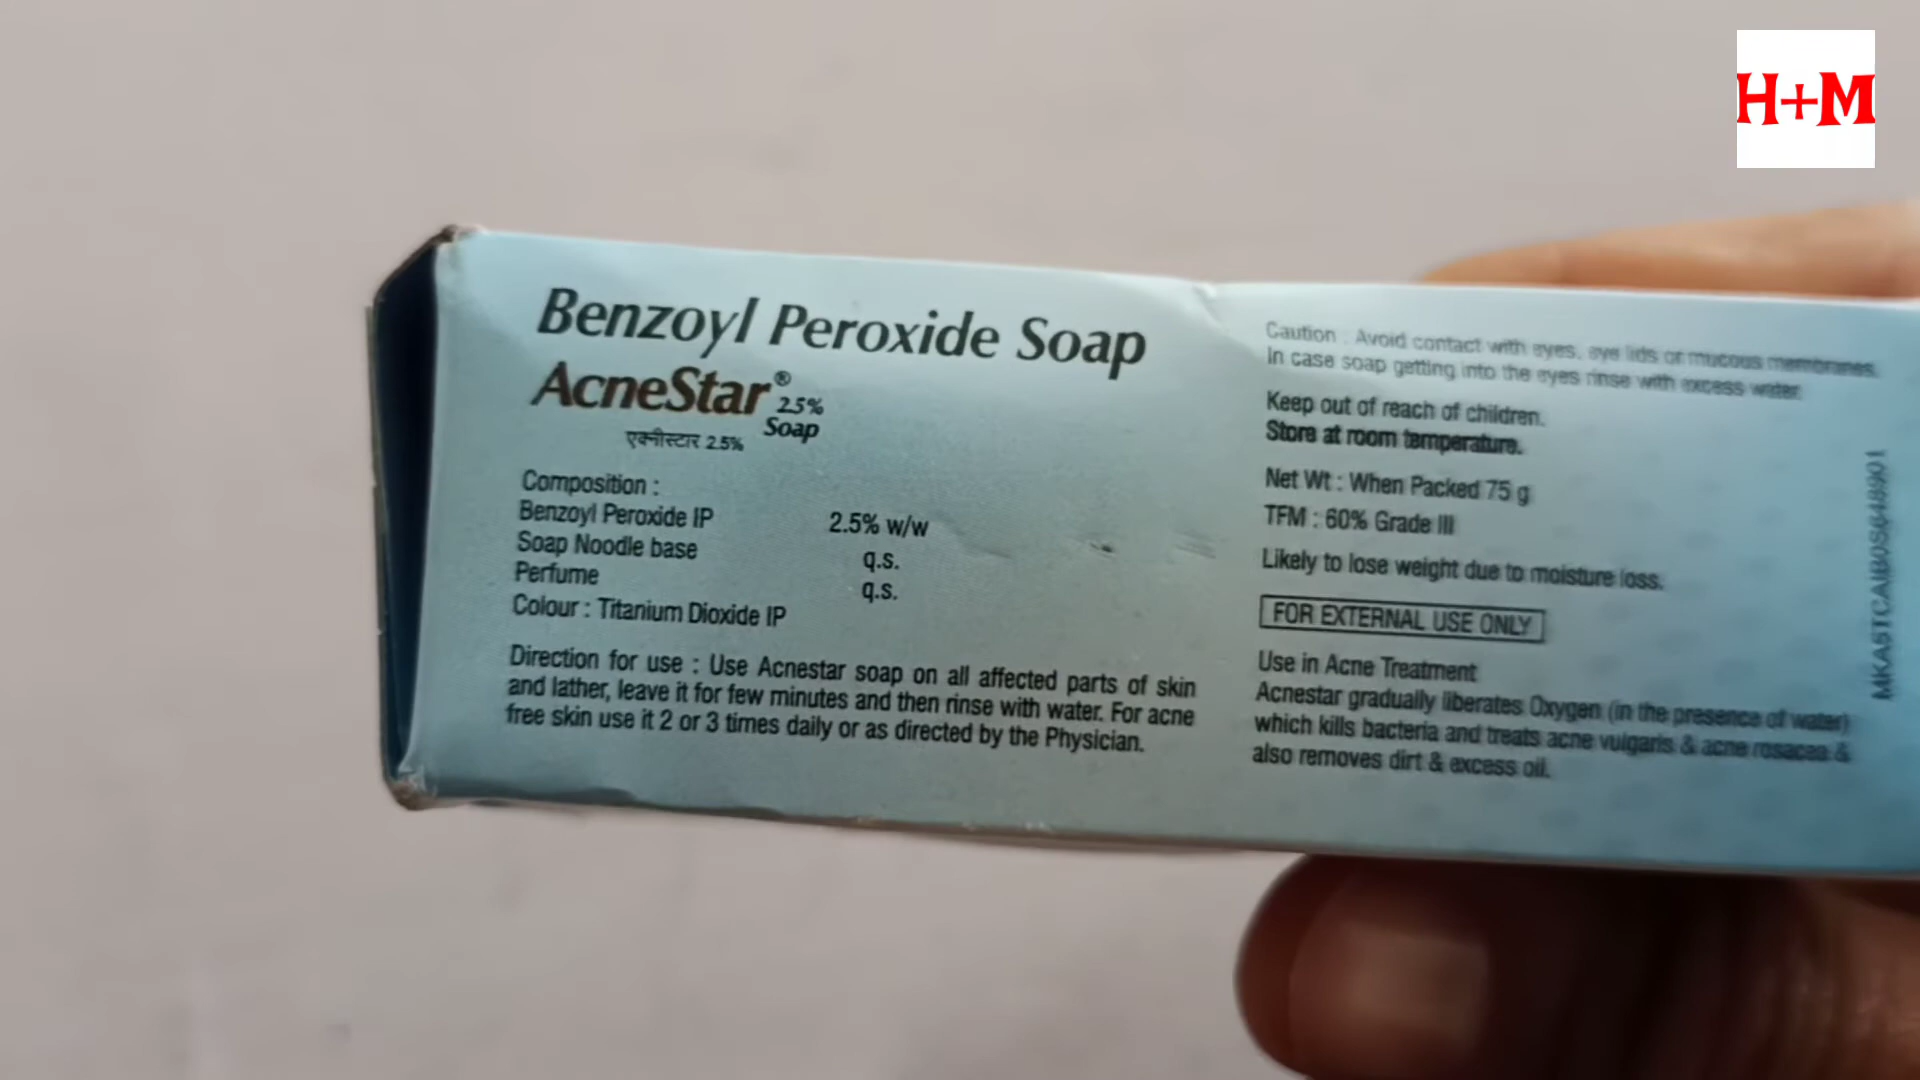 H+M
Benzoyl Peroxide Soap
AcneStar® 2.5%
Soap
एक्नीस्टार 2.5%
Composition :
Benzoyl Peroxide IP 2.5% w/w
Soap Noodle base q.s.
Perfume q.s.
Colour : Titanium Dioxide IP
Direction for use : Use Acnestar soap on all affected parts of skin
and lather, leave it for few minutes and then rinse with water. For acne
free skin use it 2 or 3 times daily or as directed by the Physician.
Caution : Avoid contact with eyes, eye lids or mucous membranes.
In case soap getting into the eyes rinse with excess water.
Keep out of reach of children.
Store at room temperature.
Net Wt : When Packed 75 g
TFM : 60% Grade III
Likely to lose weight due to moisture loss.
FOR EXTERNAL USE ONLY
Use in Acne Treatment
Acnestar gradually liberates Oxygen (in the presence of water)
which kills bacteria and treats acne vulgaris & acne rosacea &
also removes dirt & excess oil.